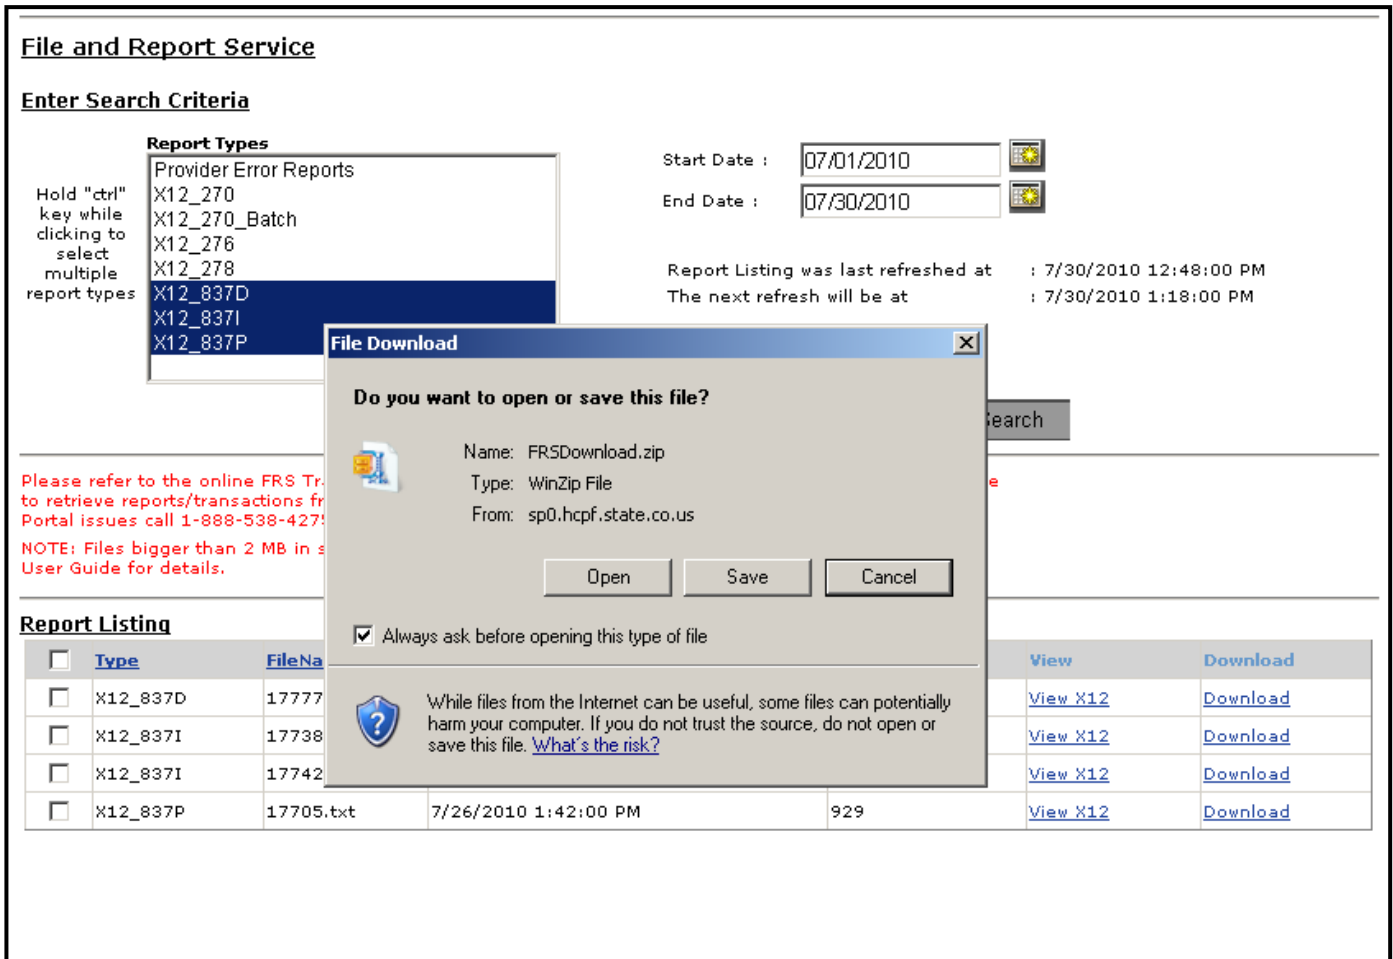 File and Report Service
Enter Search Criteria
Report Types
Hold "ctrl"
key while
clicking to
select
multiple
report types
Provider Error Reports
X12_270
X12_270_Batch
X12_276
X12_278
X12_837D
X12_837I
X12_837P
Start Date :
07/01/2010
End Date :
07/30/2010
Report Listing was last refreshed at : 7/30/2010 12:48:00 PM
The next refresh will be at : 7/30/2010 1:18:00 PM
File Download
Do you want to open or save this file?
Name: FRSDownload.zip
Type: WinZip File
From: sp0.hcpf.state.co.us
Open Save Cancel
Always ask before opening this type of file
While files from the Internet can be useful, some files can potentially
harm your computer. If you do not trust the source, do not open or
save this file. What's the risk?
Search
Please refer to the online FRS
to retrieve reports/transactions
Portal issues call 1-888-538-427
NOTE: Files bigger than 2 MB in
User Guide for details.
Report Listing
Type FileNa View Download
X12_837D 17777 View X12 Download
X12_837I 17738 View X12 Download
X12_837I 17742 View X12 Download
X12_837P 17705.txt 7/26/2010 1:42:00 PM 929 View X12 Download